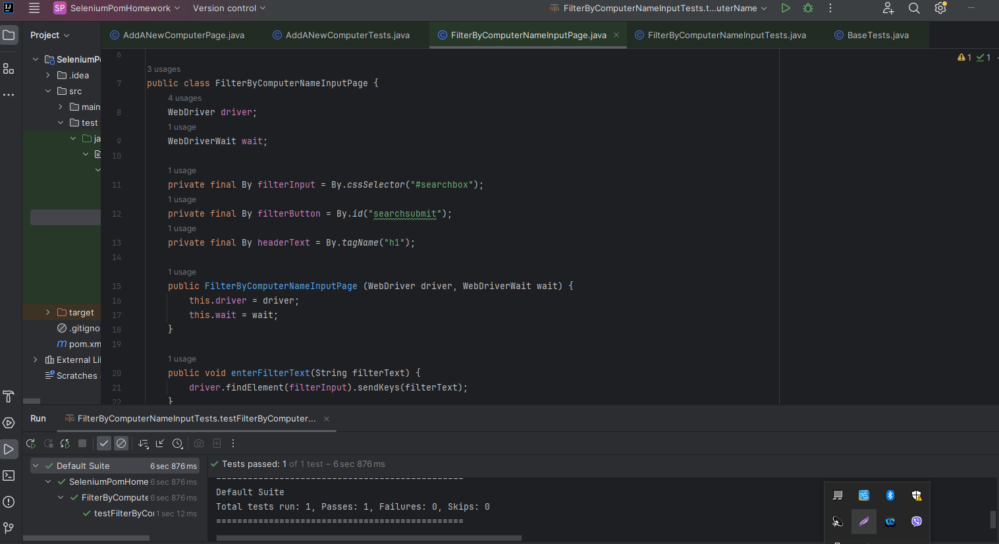 SP SeleniumPomHomework Version control FilterByComputerNameInputTests.t...uterName
Project AddANewComputerPage.java AddANewComputerTests.java FilterByComputerNameInputPage.java FilterByComputerNameInputTests.java BaseTests.java
SeleniumP
.idea
src
main
test
ja
target
.gitigno
m pom.xm
External Li
Scratches
1 1
6
3 usages
7 public class FilterByComputerNameInputPage {
4 usages
8 WebDriver driver;
1 usage
9 WebDriverWait wait;
10
1 usage
11 private final By filterInput = By.cssSelector("#searchbox");
1 usage
12 private final By filterButton = By.id("searchsubmit");
1 usage
13 private final By headerText = By.tagName("h1");
14
1 usage
15 public FilterByComputerNameInputPage (WebDriver driver, WebDriverWait wait) {
16 this.driver = driver;
17 this.wait = wait;
18 }
19
1 usage
20 public void enterFilterText(String filterText) {
21 driver.findElement(filterInput).sendKeys(filterText);
22 }
Run FilterByComputerNameInputTests.testFilterByComputer...
Default Suite 6 sec 876 ms
SeleniumPomHome 6 sec 876 ms
FilterByCompute 6 sec 876 ms
testFilterByCo 1 sec 12 ms
Tests passed: 1 of 1 test – 6 sec 876 ms
===============================================
Default Suite
Total tests run: 1, Passes: 1, Failures: 0, Skips: 0
===============================================